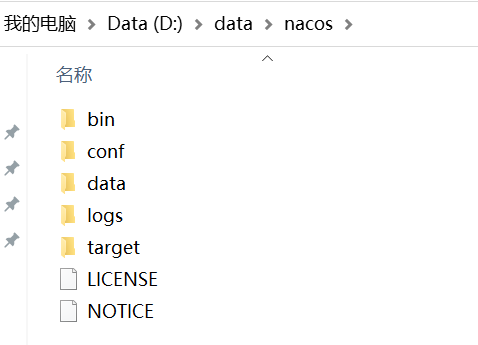 我的电脑 > Data (D:) > data > nacos >
名称
bin
conf
data
logs
target
LICENSE
NOTICE